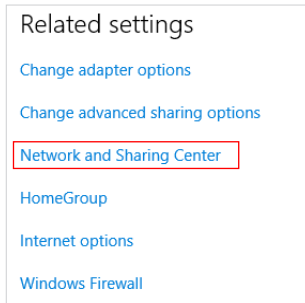 Related settings
Change adapter options
Change advanced sharing options
Network and Sharing Center
HomeGroup
Internet options
Windows Firewall